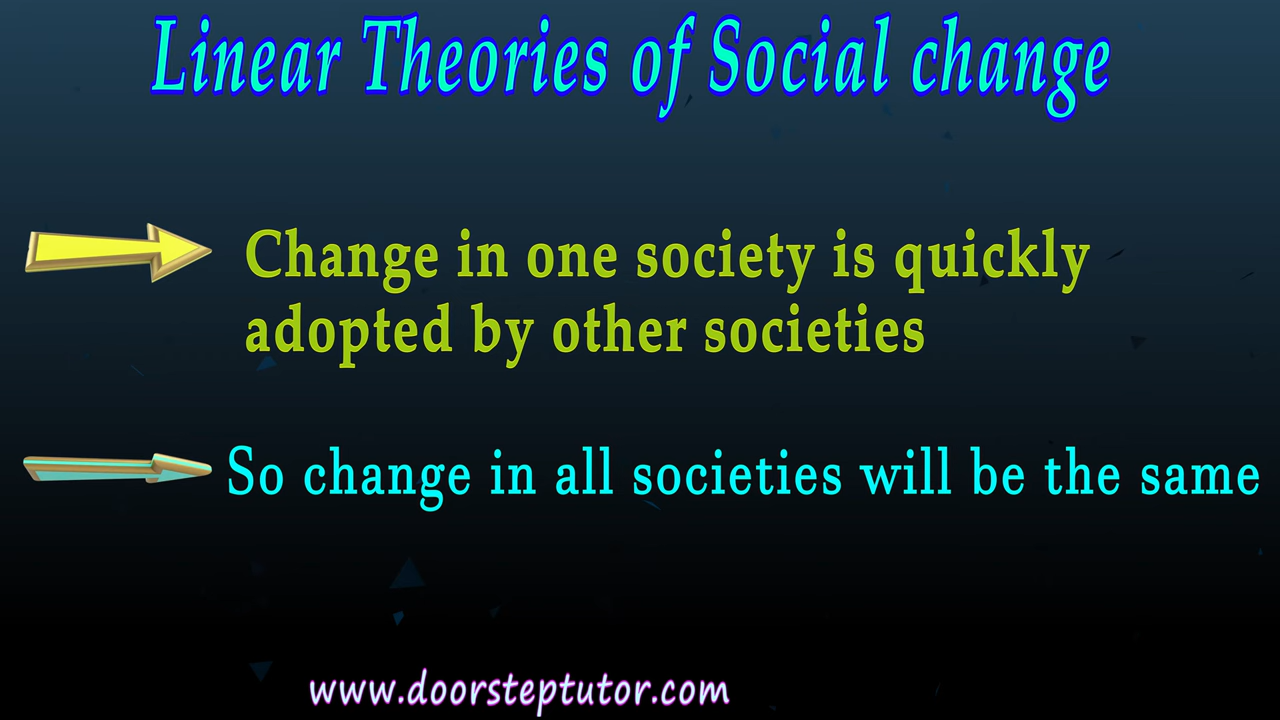 Linear Theories of Social change
Change in one society is quickly
adopted by other societies
So change in all societies will be the same
www.doorsteptutor.com